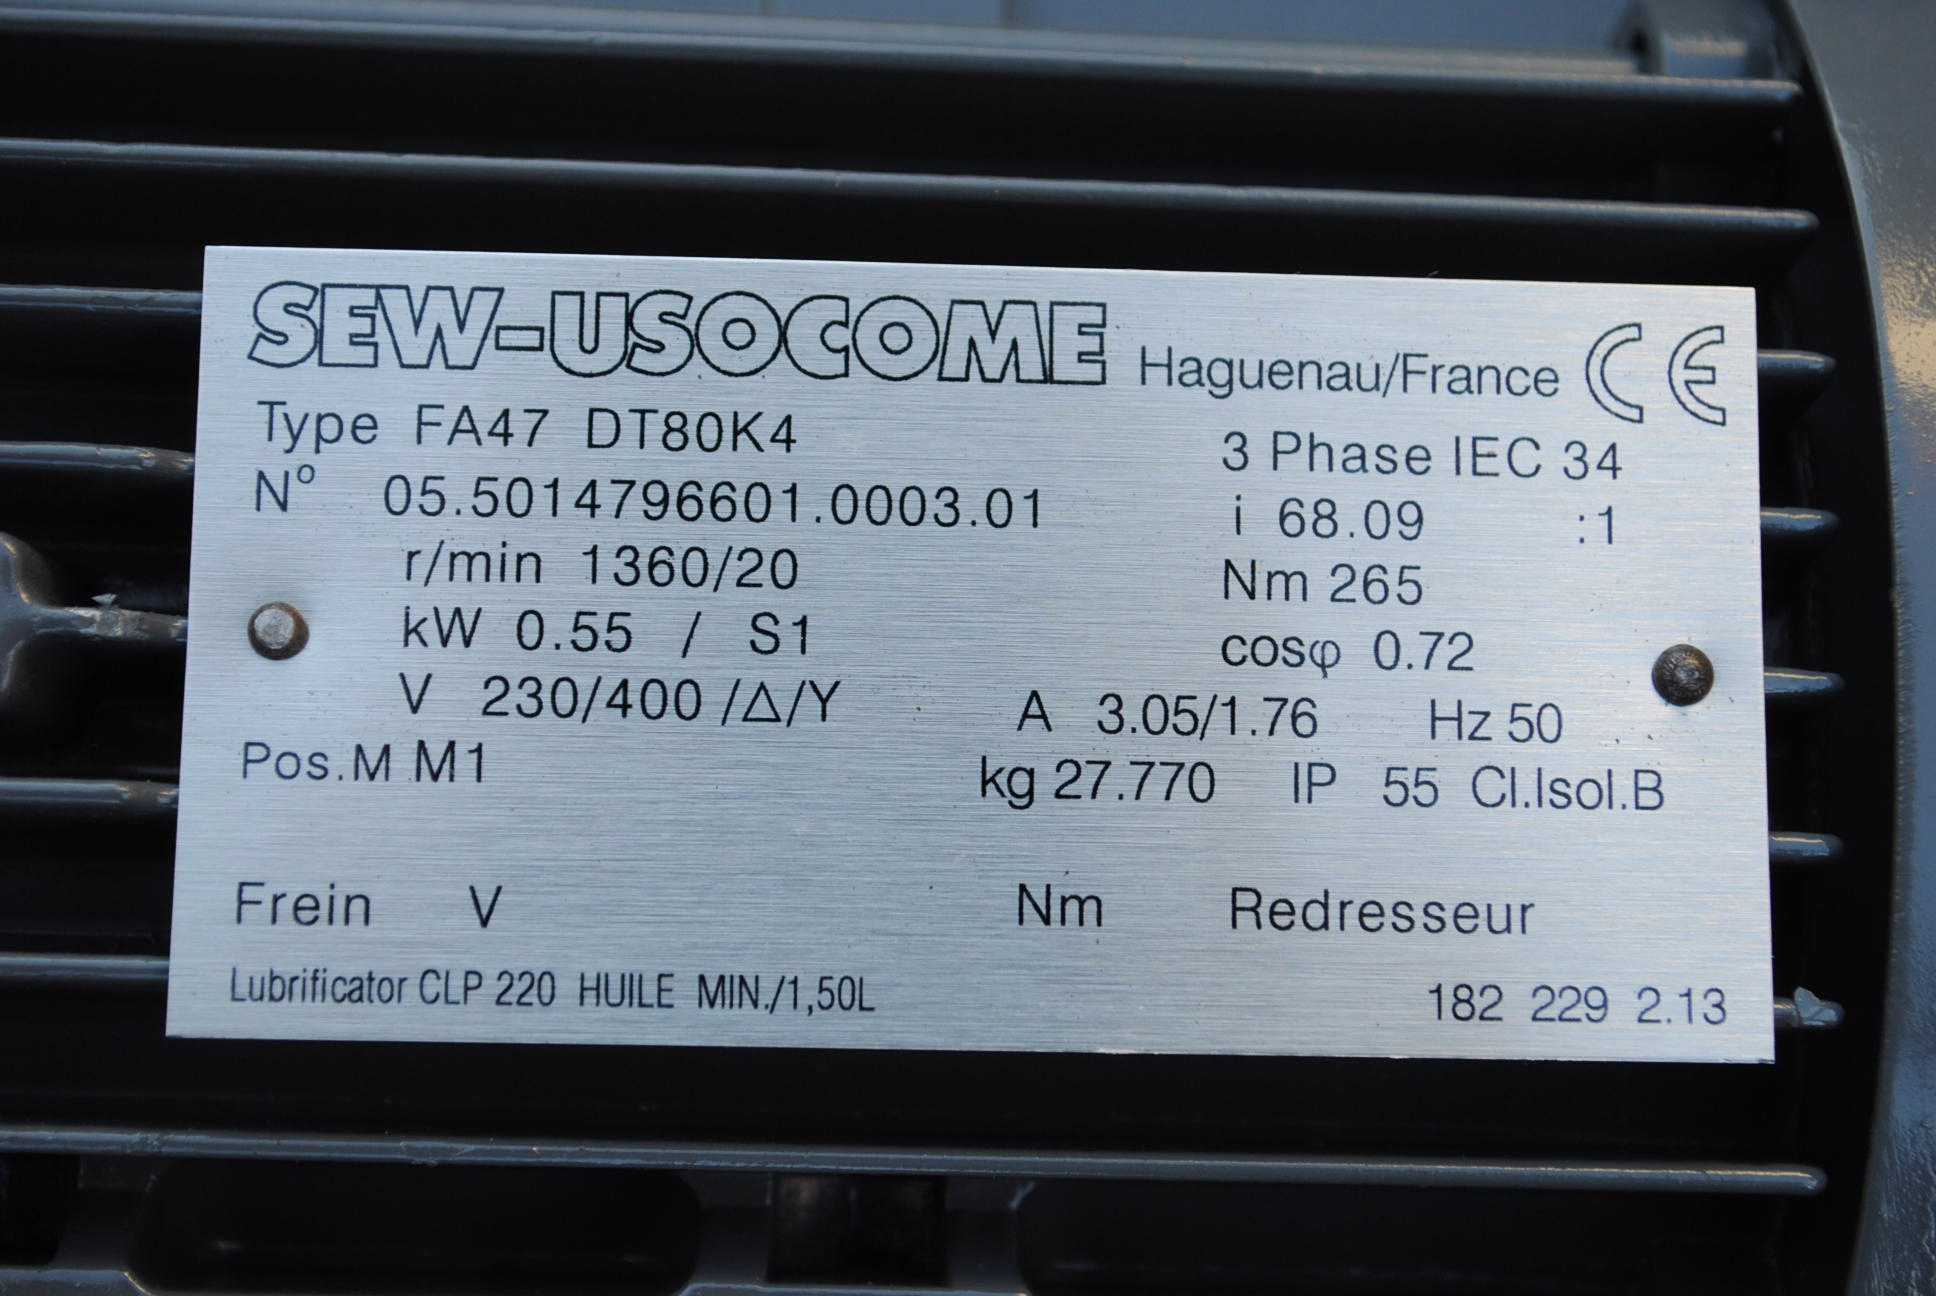 SEW-USOCOME Haguenau/France CE
Type FA47 DT80K4 3 Phase IEC 34
Nº 05.5014796601.0003.01 i 68.09 :1
r/min 1360/20 Nm 265
kW 0.55 / S1 cosφ 0.72
V 230/400 /Δ/Y A 3.05/1.76 Hz 50
Pos.M M1 kg 27.770 IP 55 Cl.Isol.B
Frein V Nm Redresseur
Lubrificator CLP 220 HUILE MIN./1,50L 182 229 2.13